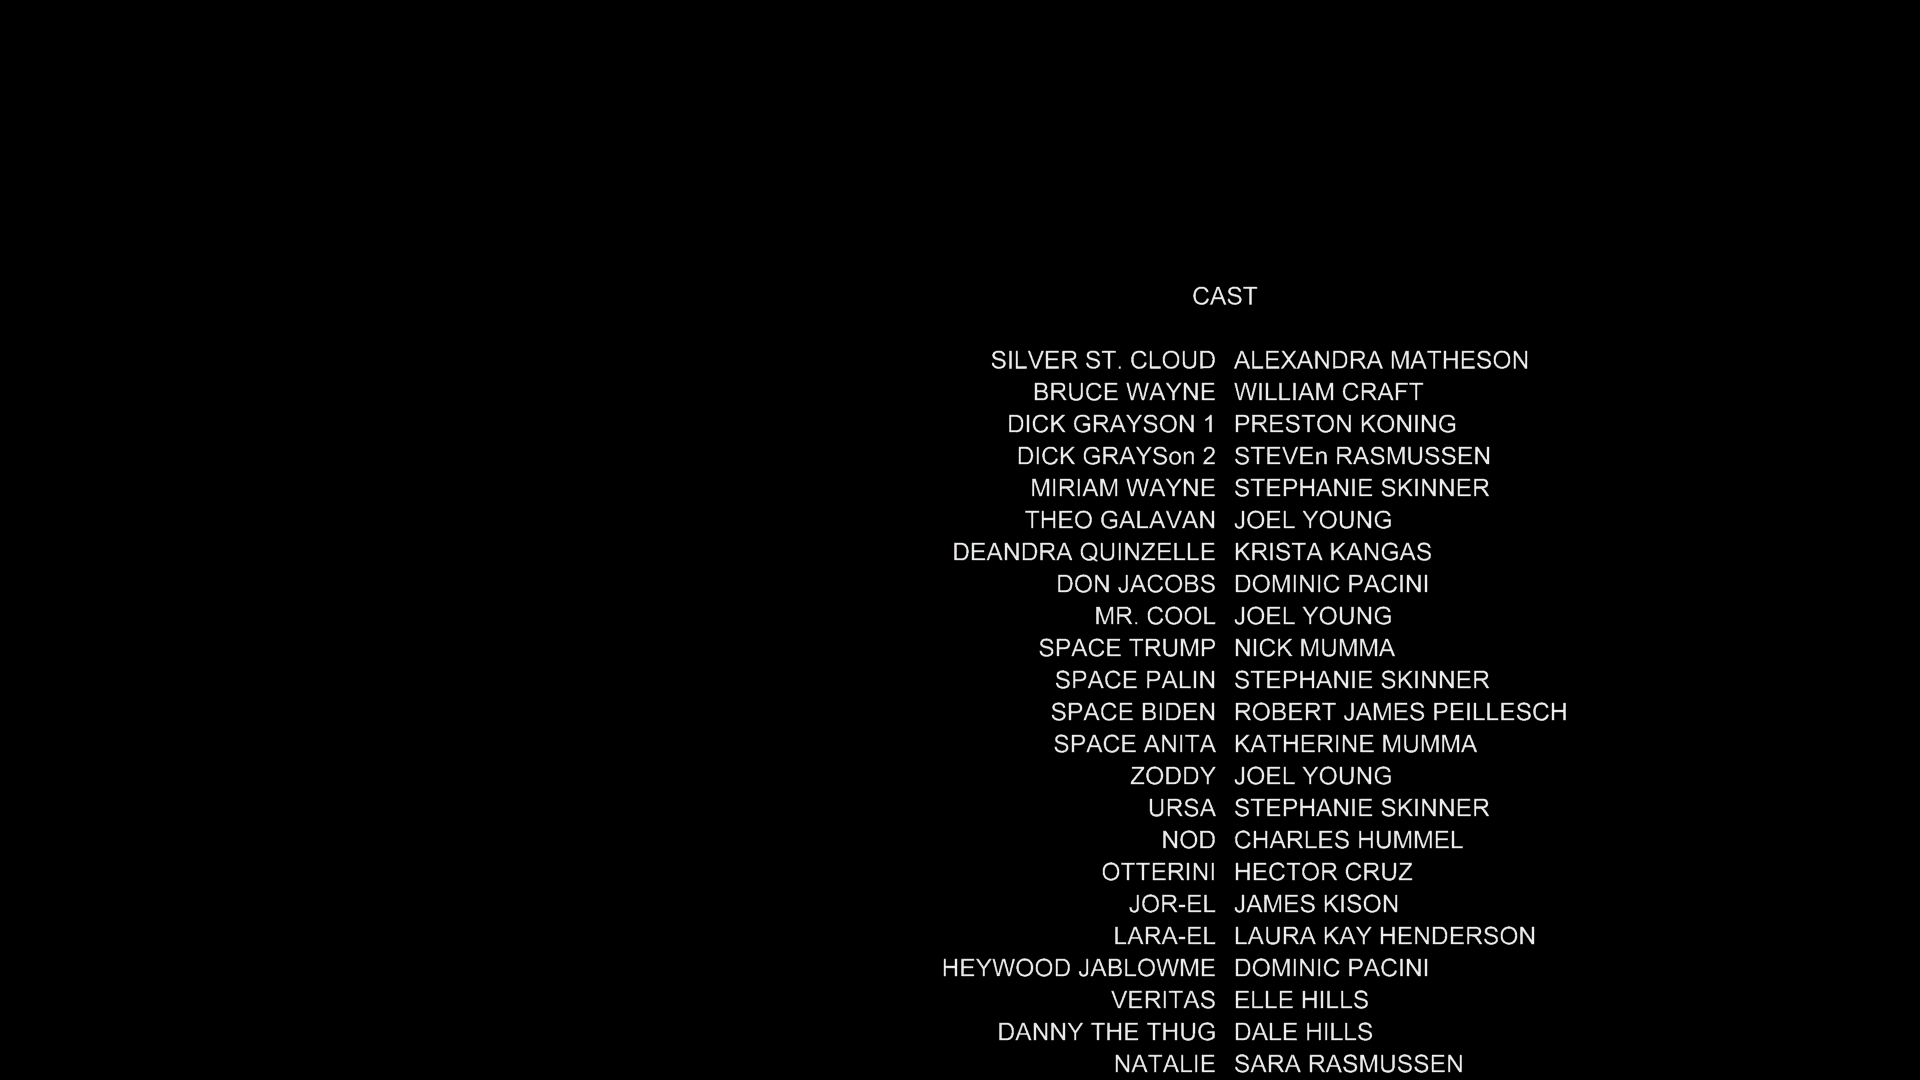 CAST
SILVER ST. CLOUD ALEXANDRA MATHESON
BRUCE WAYNE WILLIAM CRAFT
DICK GRAYSON 1 PRESTON KONING
DICK GRAYSon 2 STEVEn RASMUSSEN
MIRIAM WAYNE STEPHANIE SKINNER
THEO GALAVAN JOEL YOUNG
DEANDRA QUINZELLE KRISTA KANGAS
DON JACOBS DOMINIC PACINI
MR. COOL JOEL YOUNG
SPACE TRUMP NICK MUMMA
SPACE PALIN STEPHANIE SKINNER
SPACE BIDEN ROBERT JAMES PEILLESCH
SPACE ANITA KATHERINE MUMMA
ZODDY JOEL YOUNG
URSA STEPHANIE SKINNER
NOD CHARLES HUMMEL
OTTERINI HECTOR CRUZ
JOR-EL JAMES KISON
LARA-EL LAURA KAY HENDERSON
HEYWOOD JABLOWME DOMINIC PACINI
VERITAS ELLE HILLS
DANNY THE THUG DALE HILLS
NATALIE SARA RASMUSSEN